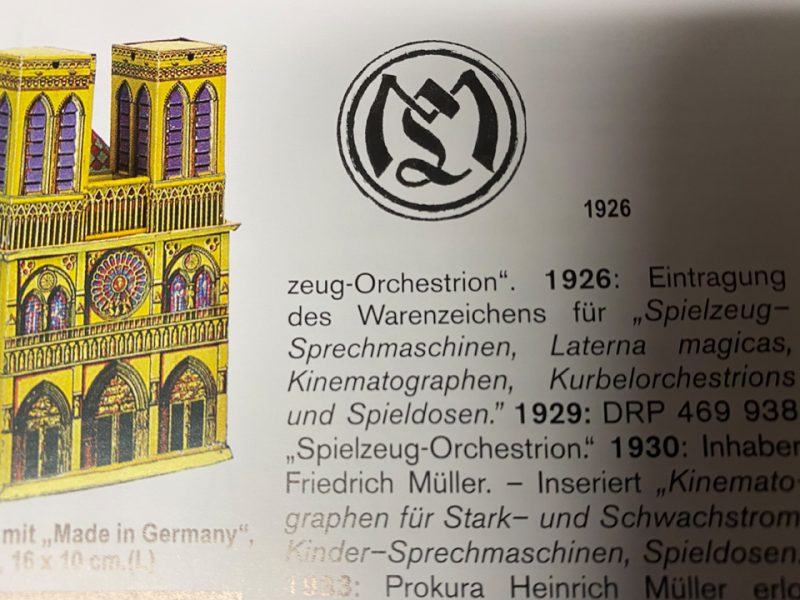 1926
zeug-Orchestrion“. 1926: Eintragung
des Warenzeichens für „Spielzeug–
Sprechmaschinen, Laterna magicas,
Kinematographen, Kurbelorchestrions
und Spieldosen.” 1929: DRP 469 938
„Spielzeug-Orchestrion.“ 1930: Inhaber
Friedrich Müller. – Inseriert „Kinemato-
graphen für Stark– und Schwachstrom
Kinder–Sprechmaschinen, Spieldosen.
1933: Prokura Heinrich Müller erlo
mit „Made in Germany“,
, 16 x 10 cm.(L)